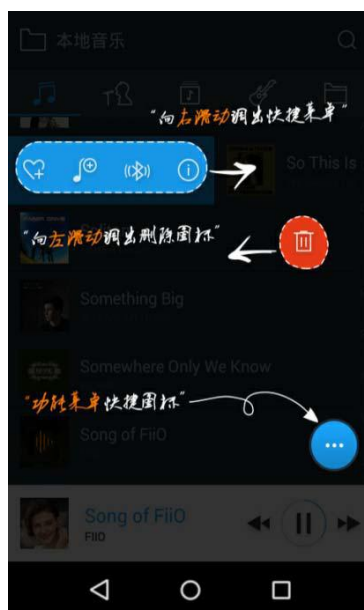 本地音乐
"向右滑动调出快捷菜单"
So This Is
"向左滑动调出删除图标"
Something Big
Somewhere Only We Know
"功能菜单快捷图标"
Song of FiiO
Song of FiiO
FIIO